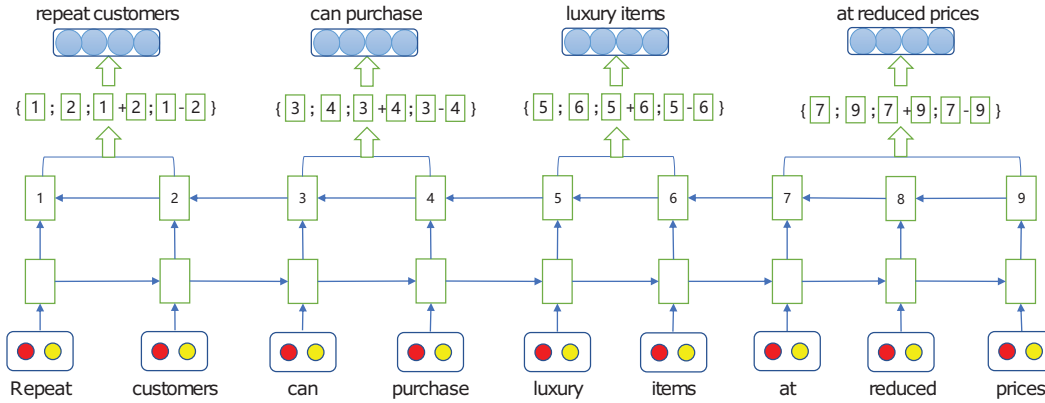 repeat customers can purchase luxury items at reduced prices
{ 1 ; 2 ; 1 + 2 ; 1 - 2 } { 3 ; 4 ; 3 + 4 ; 3 - 4 } { 5 ; 6 ; 5 + 6 ; 5 - 6 } { 7 ; 9 ; 7 + 9 ; 7 - 9 }
1 2 3 4 5 6 7 8 9
Repeat customers can purchase luxury items at reduced prices